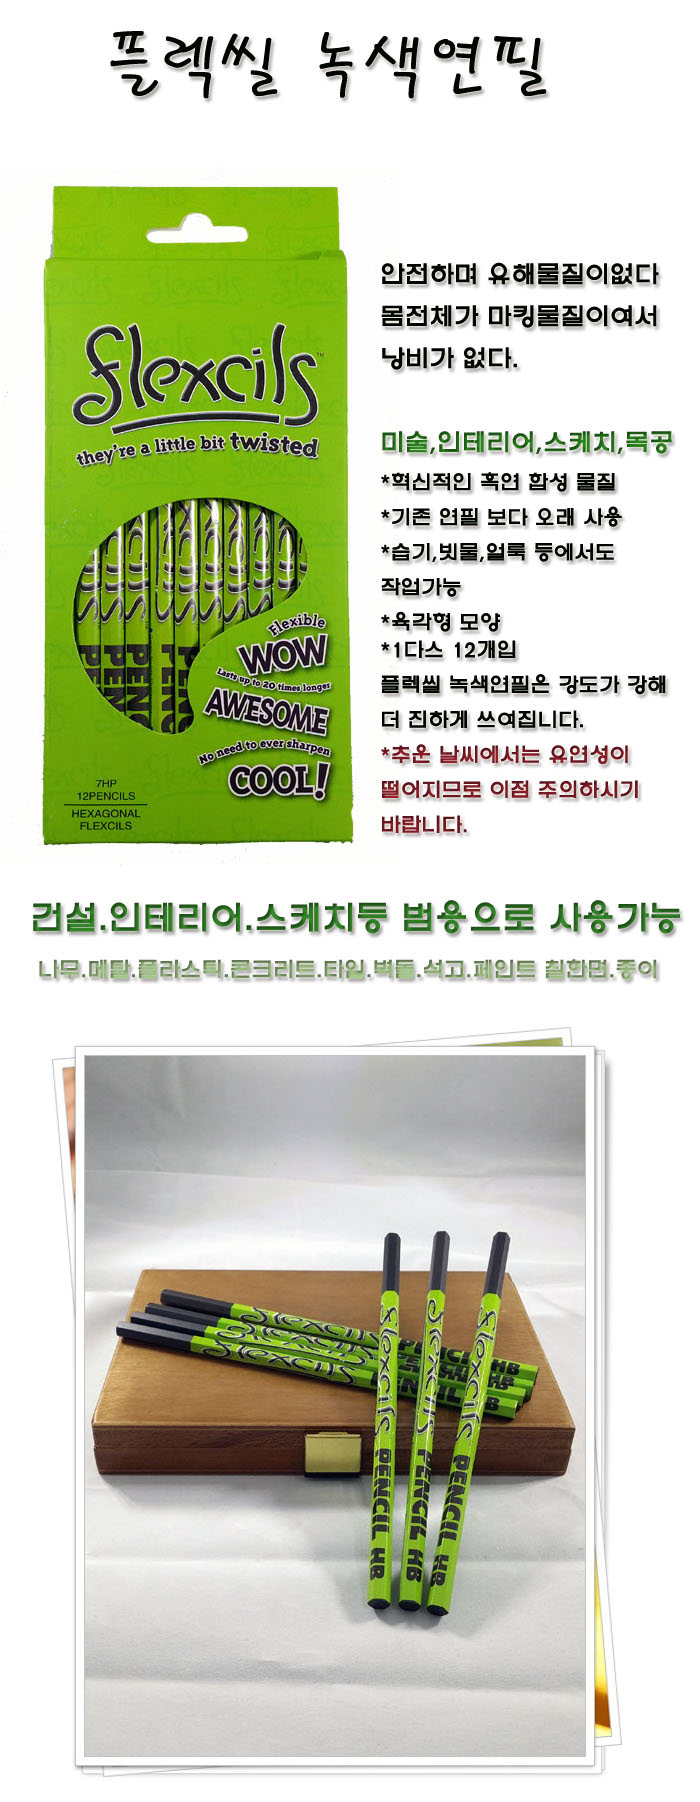 플렉씰 녹색연필
flexcils™
they're a little bit twisted
Flexible
WOW
Lasts up to 20 times longer
AWESOME
No need to ever sharpen
COOL!
7HP
12PENCILS
HEXAGONAL
FLEXCILS
안전하며 유해물질이없다
몸전체가 마킹물질이여서
낭비가 없다.
미술,인테리어,스케치,목공
*혁신적인 흑연 합성 물질
*기존 연필 보다 오래 사용
*습기,빗물,얼룩 등에서도
작업가능
*육각형 모양
*1다스 12개입
플렉씰 녹색연필은 강도가 강해
더 진하게 쓰여집니다.
*추운 날씨에서는 유연성이
떨어지므로 이점 주의하시기
바랍니다.
건설.인테리어.스케치등 범용으로 사용가능
나무.메탈.플라스틱.콘크리트.타일.벽돌.석고.페인트 칠한면.종이
flexcils PENCIL HB
flexcils PENCIL HB
flexcils PENCIL HB
flexcils PENCIL HB